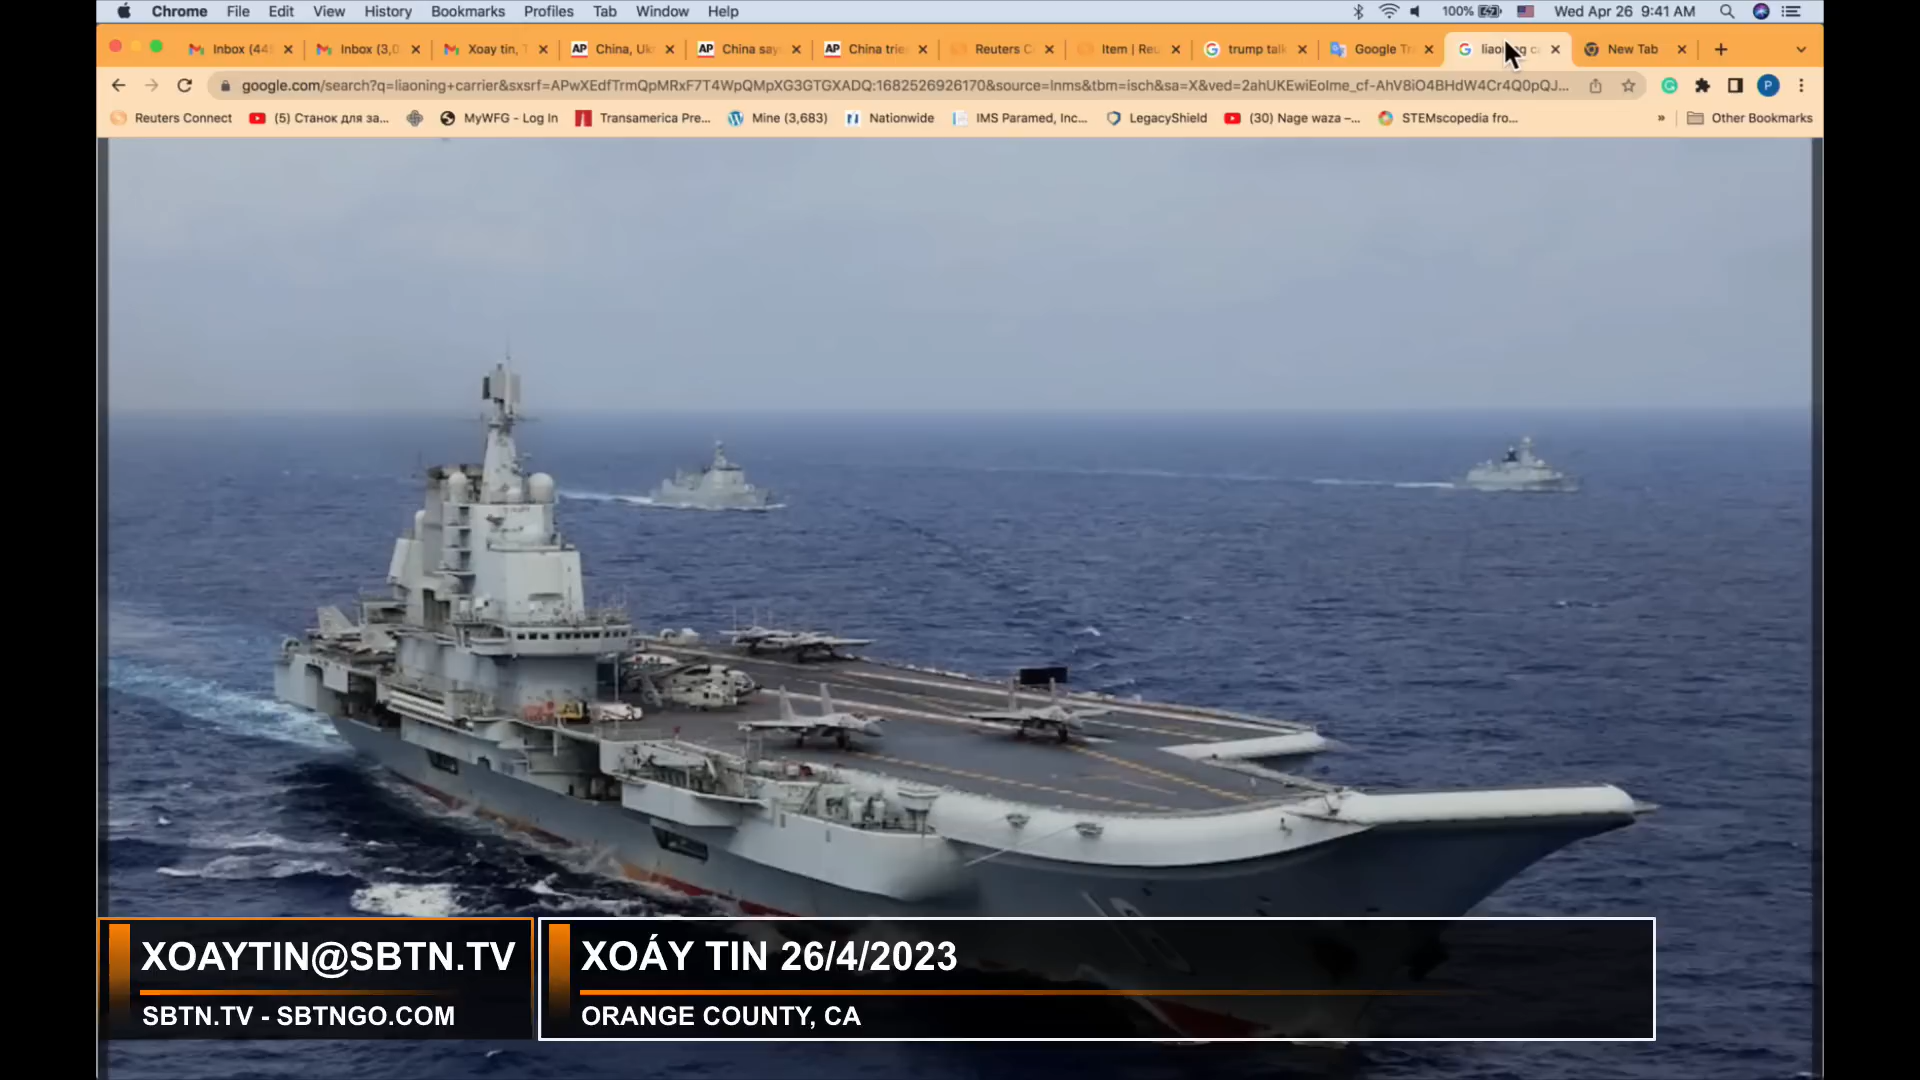 Chrome File Edit View History Bookmarks Profiles Tab Window Help 100% Wed Apr 26 9:41 AM
Inbox (44 Inbox (3,0 Xoay tin, China, Uk China say China trie Reuters C Item | Reu trump talk Google Tr New Tab
google.com/search?q=liaoning+carrier&sxsrf=APwXEdfTrmQpMRxF7T4WpQMpXG3GTGXADQ:1682526926170&source=lnms&tbm=isch&sa=X&ved=2ahUKEwiEolme_cf-AhV8iO4BHdW4Cr4Q0pQJ... P
Reuters Connect (5) Станок для за... MyWFG - Log In Transamerica Pre... Mine (3,683) Nationwide IMS Paramed, Inc... LegacyShield (30) Nage waza –... STEMscopedia fro... » Other Bookmarks
16
XOAYTIN@SBTN.TV
SBTN.TV - SBTNGO.COM
XOÁY TIN 26/4/2023
ORANGE COUNTY, CA